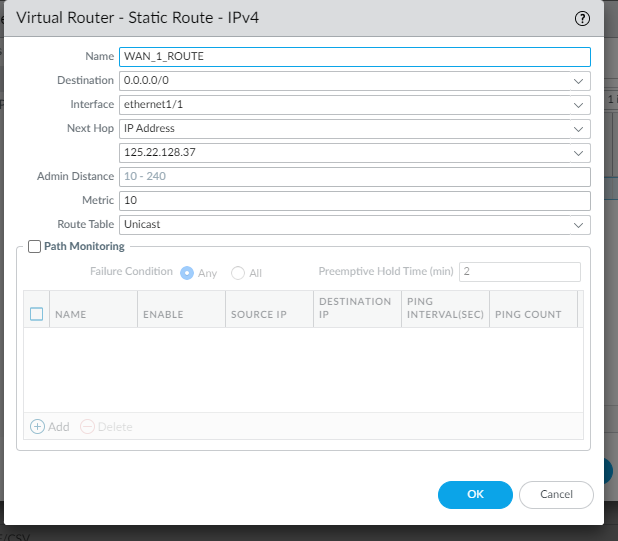 Virtual Router - Static Route - IPv4
Name WAN_1_ROUTE
Destination 0.0.0.0/0
Interface ethernet1/1
Next Hop IP Address
125.22.128.37
Admin Distance 10 - 240
Metric 10
Route Table Unicast
Path Monitoring
Failure Condition Any All Preemptive Hold Time (min) 2
NAME ENABLE SOURCE IP DESTINATION IP PING INTERVAL(SEC) PING COUNT
Add Delete
OK Cancel
/CSV